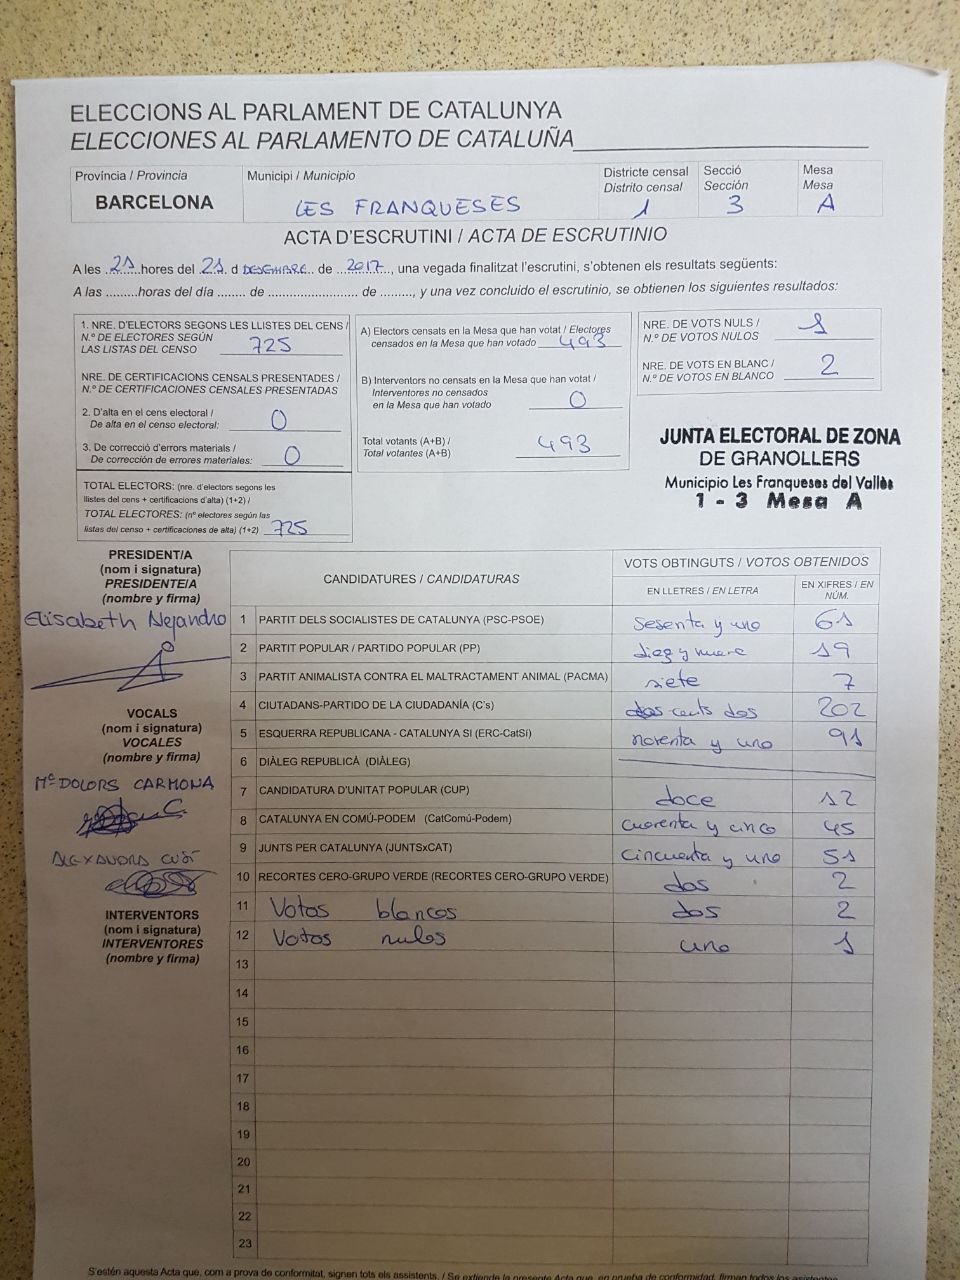 ELECCIONS AL PARLAMENT DE CATALUNYA
ELECCIONES AL PARLAMENTO DE CATALUÑA
Província / Provincia
BARCELONA
Municipi / Municipio
LES FRANQUESES
Districte censal
Distrito censal
1
Secció
Sección
3
Mesa
Mesa
A
ACTA D'ESCRUTINI / ACTA DE ESCRUTINIO
A les 21 hores del 21 d DESEMBRE de 2017, una vegada finalitzat l'escrutini, s'obtenen els resultats següents:
A las .........horas del día ........ de .......................... de ........., y una vez concluido el escrutinio, se obtienen los siguientes resultados:
1. NRE. D'ELECTORS SEGONS LES LLISTES DEL CENS /
N.º DE ELECTORES SEGÚN
LAS LISTAS DEL CENSO 725
NRE. DE CERTIFICACIONS CENSALS PRESENTADES /
N.º DE CERTIFICACIONES CENSALES PRESENTADAS
2. D'alta en el cens electoral /
De alta en el censo electoral: 0
3. De correcció d'errors materials /
De corrección de errores materiales: 0
TOTAL ELECTORS: (nre. d'electors segons les
llistes del cens + certificacions d'alta) (1+2) /
TOTAL ELECTORES: (nº electores según las
listas del censo + certificaciones de alta) (1+2) 725
A) Electors censats en la Mesa que han votat / Electores
censados en la Mesa que han votado 493
B) Interventors no censats en la Mesa que han votat /
Interventores no censados
en la Mesa que han votado 0
Total votants (A+B) /
Total votantes (A+B) 493
NRE. DE VOTS NULS /
N.º DE VOTOS NULOS 1
NRE. DE VOTS EN BLANC /
N.º DE VOTOS EN BLANCO 2
JUNTA ELECTORAL DE ZONA
DE GRANOLLERS
Municipio Les Franqueses del Vallès
1 - 3 Mesa A
PRESIDENT/A
(nom i signatura)
PRESIDENTE/A
(nombre y firma)
Elisabeth Alejandro
VOCALS
(nom i signatura)
VOCALES
(nombre y firma)
Mª DOLORS CARMONA
ALEXANDRA CUSÍ
INTERVENTORS
(nom i signatura)
INTERVENTORES
(nombre y firma)
CANDIDATURES / CANDIDATURAS
VOTS OBTINGUTS / VOTOS OBTENIDOS
EN LLETRES / EN LETRA
EN XIFRES / EN NÚM.
1 PARTIT DELS SOCIALISTES DE CATALUNYA (PSC-PSOE) Sesenta y uno 61
2 PARTIT POPULAR / PARTIDO POPULAR (PP) diez y nueve 19
3 PARTIT ANIMALISTA CONTRA EL MALTRACTAMENT ANIMAL (PACMA) siete 7
4 CIUTADANS-PARTIDO DE LA CIUDADANÍA (C's) dos cents dos 202
5 ESQUERRA REPUBLICANA - CATALUNYA SI (ERC-CatSí) noventa y uno 91
6 DIÀLEG REPUBLICÀ (DIÀLEG)
7 CANDIDATURA D'UNITAT POPULAR (CUP) doce 12
8 CATALUNYA EN COMÚ-PODEM (CatComú-Podem) cuarenta y cinco 45
9 JUNTS PER CATALUNYA (JUNTSxCAT) cincuenta y uno 51
10 RECORTES CERO-GRUPO VERDE (RECORTES CERO-GRUPO VERDE) dos 2
11 Votos blancos dos 2
12 Votos nulos uno 1
13
14
15
16
17
18
19
20
21
22
23
S'estén aquesta Acta que, com a prova de conformitat, signen tots els assistents. / Se extiende la presente Acta que, en prueba de conformidad, firman todos los asistentes